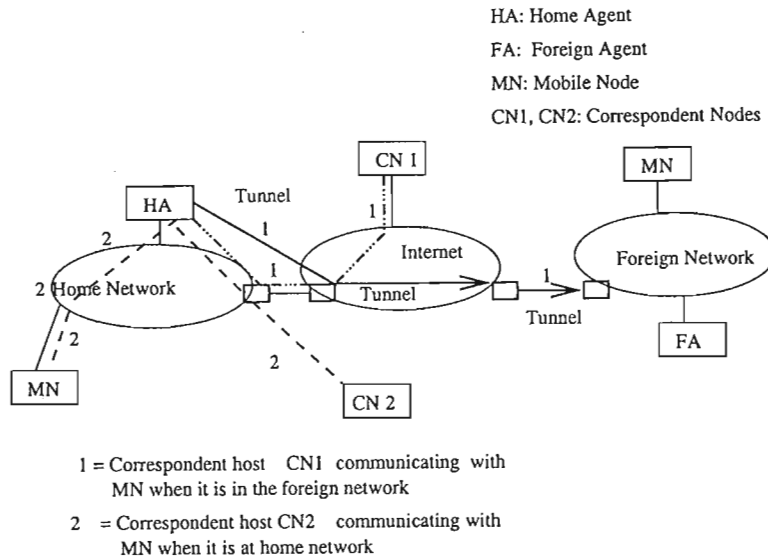 HA: Home Agent
FA: Foreign Agent
MN: Mobile Node
CN1, CN2: Correspondent Nodes
CN 1
MN
Tunnel
HA
1
1
2
Internet
Foreign Network
2 Home Network
1
1
Tunnel
Tunnel
2
2
FA
MN
CN 2
1 = Correspondent host CN1 communicating with
MN when it is in the foreign network
2 = Correspondent host CN2 communicating with
MN when it is at home network